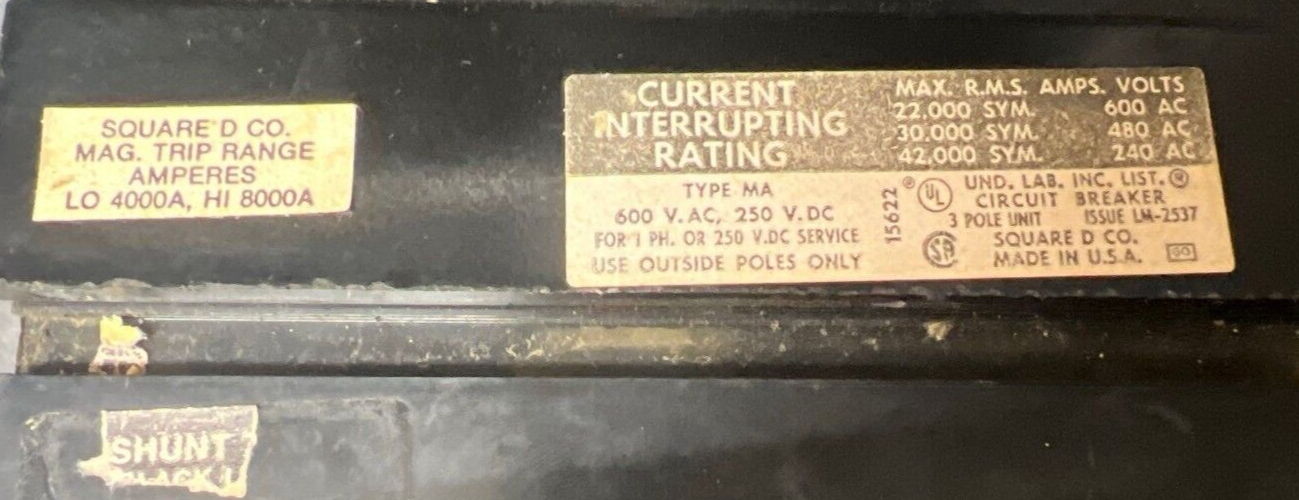 SQUARE D CO.
MAG. TRIP RANGE
AMPERES
LO 4000A, HI 8000A
CURRENT
INTERRUPTING
RATING
MAX. R.M.S. AMPS. VOLTS
22,000 SYM. 600 AC
30,000 SYM. 480 AC
42,000 SYM. 240 AC
TYPE MA
600 V.AC, 250 V.DC
FOR 1 PH. OR 250 V.DC SERVICE
USE OUTSIDE POLES ONLY
15622
® UL UND. LAB. INC. LIST.
CIRCUIT BREAKER
3 POLE UNIT ISSUE LM-2537
SA SQUARE D CO.
MADE IN U.S.A. GO
SHUNT